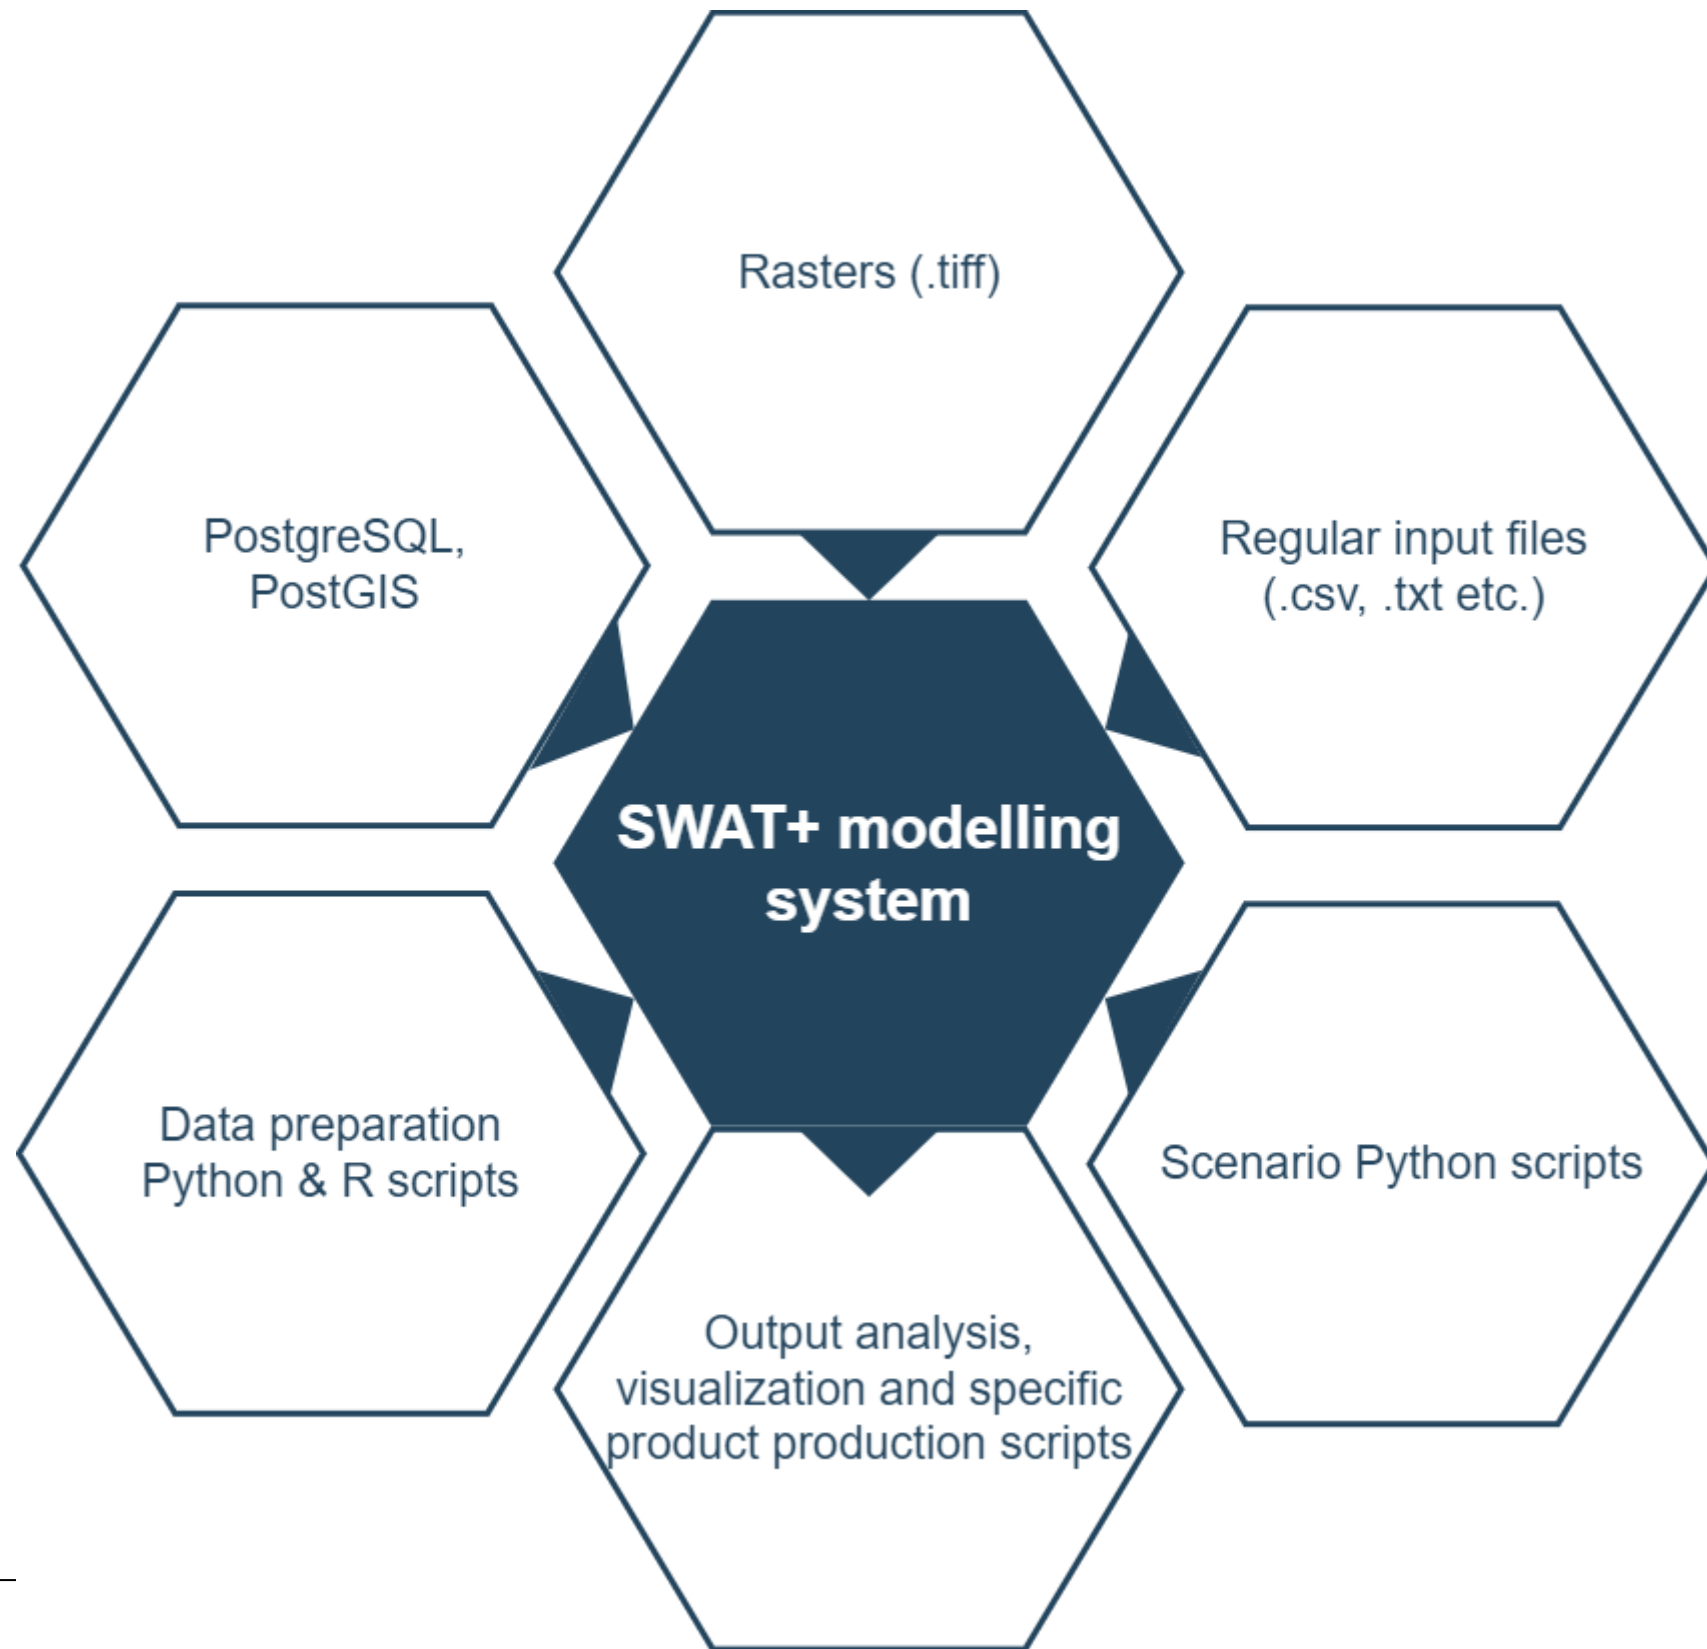 Rasters (.tiff)
PostgreSQL,
PostGIS
Regular input files
(.csv, .txt etc.)
SWAT+ modelling
system
Data preparation
Python & R scripts
Scenario Python scripts
Output analysis,
visualization and specific
product production scripts